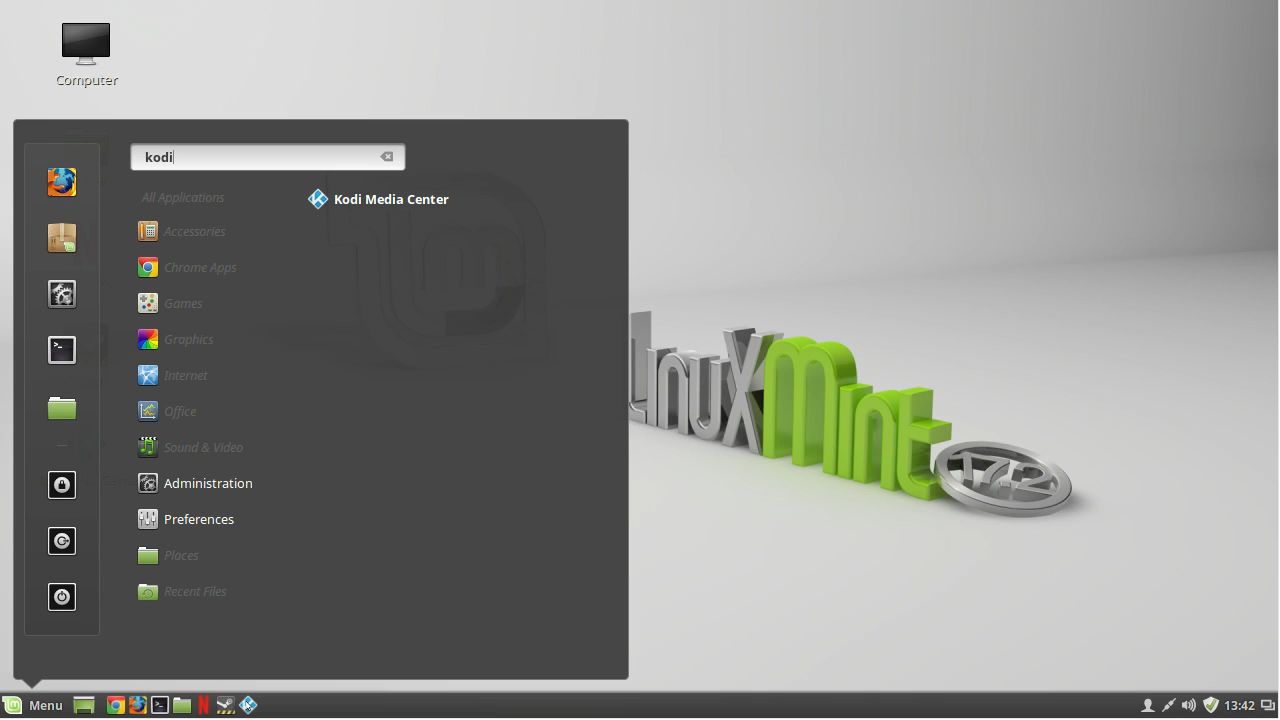 Computer
kodi
All Applications
Kodi Media Center
Accessories
Chrome Apps
Games
Graphics
Internet
Office
Sound & Video
Administration
Preferences
Places
Recent Files
Linux Mint
17.2
Menu
13:42